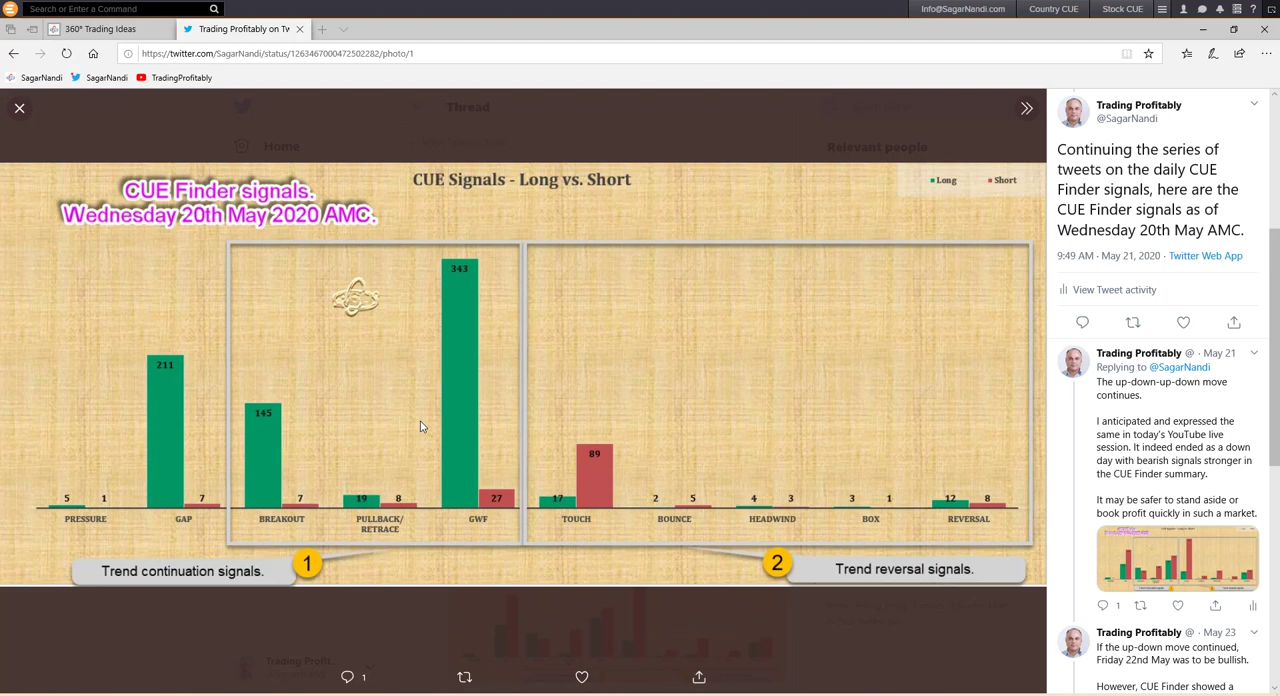 Search or Enter a Command
Info@SagarNandi.com
Country CUE
Stock CUE
360° Trading Ideas
Trading Profitably on Tw
https://twitter.com/SagarNandi/status/1263467000472502282/photo/1
SagarNandi
SagarNandi
TradingProfitably
Thread
Home
Relevant people
CUE Finder signals.
Wednesday 20th May 2020 AMC.
CUE Signals - Long vs. Short
Long
Short
5
1
211
7
145
7
19
8
343
27
17
89
2
5
4
3
3
1
12
8
PRESSURE
GAP
BREAKOUT
PULLBACK/
RETRACE
GWF
TOUCH
BOUNCE
HEADWIND
BOX
REVERSAL
Trend continuation signals.
1
2
Trend reversal signals.
Trading Profit...
1
Trading Profitably
@SagarNandi
Continuing the series of
tweets on the daily CUE
Finder signals, here are the
CUE Finder signals as of
Wednesday 20th May AMC.
9:49 AM · May 21, 2020 · Twitter Web App
View Tweet activity
Trading Profitably @ · May 21
Replying to @SagarNandi
The up-down-up-down move
continues.
I anticipated and expressed the
same in today's YouTube live
session. It indeed ended as a down
day with bearish signals stronger in
the CUE Finder summary.
It may be safer to stand aside or
book profit quickly in such a market.
1
Trading Profitably @ · May 23
If the up-down move continued,
Friday 22nd May was to be bullish.
However, CUE Finder showed a